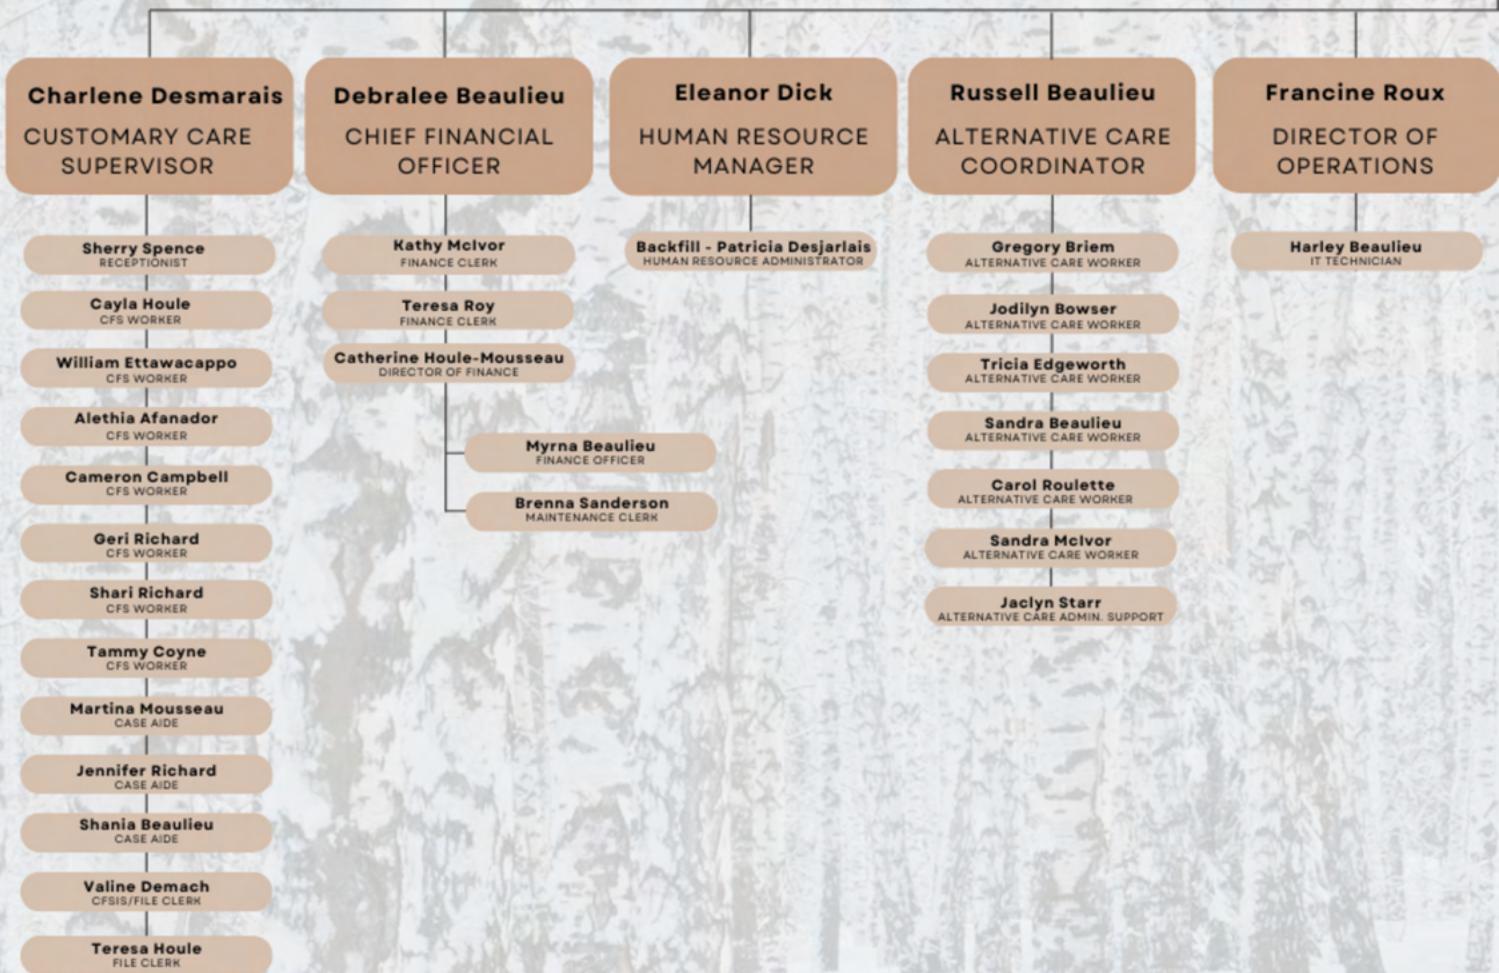 Charlene Desmarais
CUSTOMARY CARE
SUPERVISOR
Sherry Spence
RECEPTIONIST
Cayla Houle
CFS WORKER
William Ettawacappo
CFS WORKER
Alethia Afanador
CFS WORKER
Cameron Campbell
CFS WORKER
Geri Richard
CFS WORKER
Shari Richard
CFS WORKER
Tammy Coyne
CFS WORKER
Martina Mousseau
CASE AIDE
Jennifer Richard
CASE AIDE
Shania Beaulieu
CASE AIDE
Valine Demach
CFSIS/FILE CLERK
Teresa Houle
FILE CLERK
Debralee Beaulieu
CHIEF FINANCIAL
OFFICER
Kathy McIvor
FINANCE CLERK
Teresa Roy
FINANCE CLERK
Catherine Houle-Mousseau
DIRECTOR OF FINANCE
Myrna Beaulieu
FINANCE OFFICER
Brenna Sanderson
MAINTENANCE CLERK
Eleanor Dick
HUMAN RESOURCE
MANAGER
Backfill - Patricia Desjarlais
HUMAN RESOURCE ADMINISTRATOR
Russell Beaulieu
ALTERNATIVE CARE
COORDINATOR
Gregory Briem
ALTERNATIVE CARE WORKER
Jodilyn Bowser
ALTERNATIVE CARE WORKER
Tricia Edgeworth
ALTERNATIVE CARE WORKER
Sandra Beaulieu
ALTERNATIVE CARE WORKER
Carol Roulette
ALTERNATIVE CARE WORKER
Sandra McIvor
ALTERNATIVE CARE WORKER
Jaclyn Starr
ALTERNATIVE CARE ADMIN. SUPPORT
Francine Roux
DIRECTOR OF
OPERATIONS
Harley Beaulieu
IT TECHNICIAN